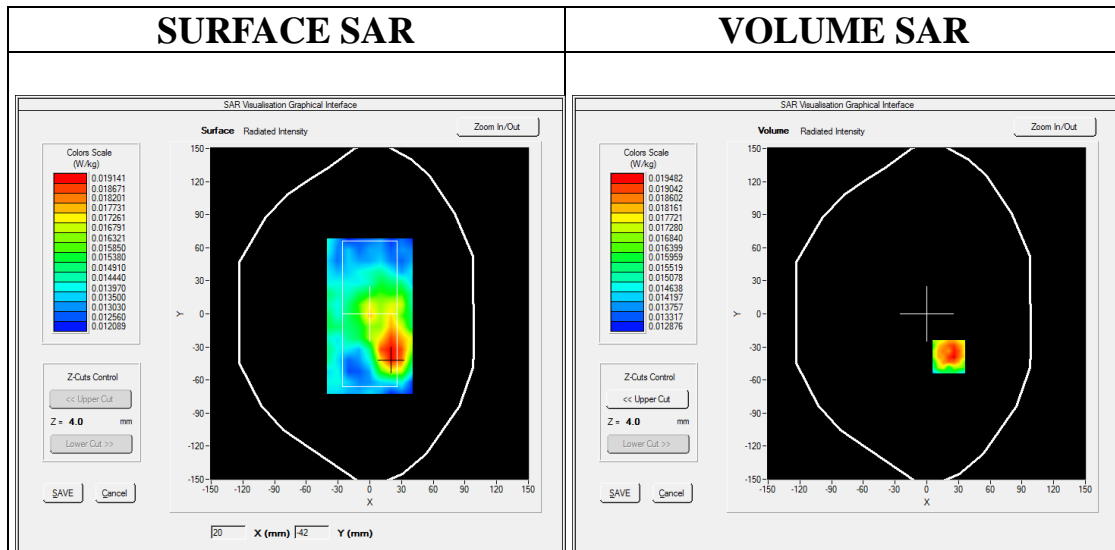 SURFACE SAR
VOLUME SAR
SAR Visualisation Graphical Interface
Surface Radiated Intensity
Zoom In/Out
Colors Scale
(W/kg)
0.019141
0.018671
0.018201
0.017731
0.017261
0.016791
0.016321
0.015850
0.015380
0.014910
0.014440
0.013970
0.013500
0.013030
0.012560
0.012089
150
120
90
60
30
0
-30
-60
-90
-120
-150
Y
-150 -120 -90 -60 -30 0 30 60 90 120 150
X
Z-Cuts Control
<< Upper Cut
Z = 4.0 mm
Lower Cut >>
SAVE Cancel
20 X (mm) -42 Y (mm)
SAR Visualisation Graphical Interface
Volume Radiated Intensity
Zoom In/Out
Colors Scale
(W/kg)
0.019482
0.019042
0.018602
0.018161
0.017721
0.017280
0.016840
0.016399
0.015959
0.015519
0.015078
0.014638
0.014197
0.013757
0.013317
0.012876
150
120
90
60
30
0
-30
-60
-90
-120
-150
Y
-150 -120 -90 -60 -30 0 30 60 90 120 150
X
Z-Cuts Control
<< Upper Cut
Z = 4.0 mm
Lower Cut >>
SAVE Cancel